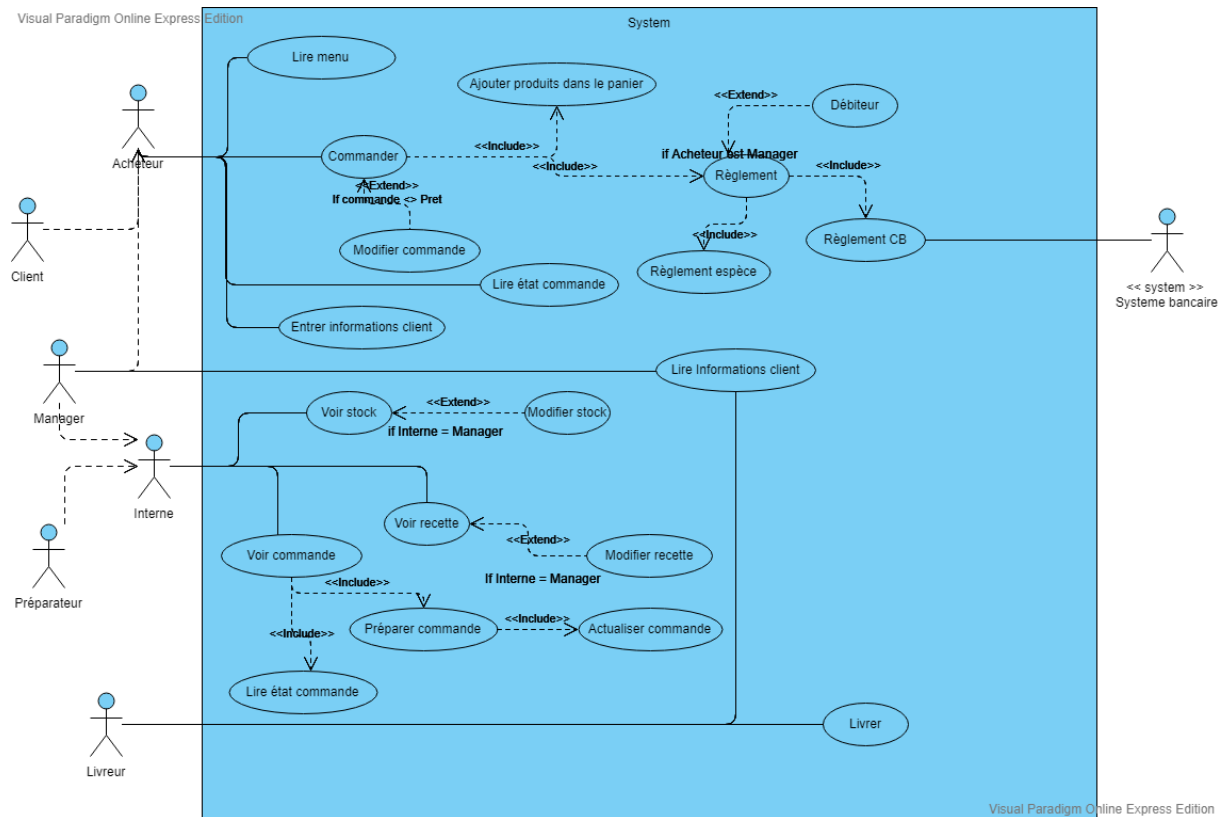 Visual Paradigm Online Express Edition
System
Lire menu
Ajouter produits dans le panier
<<Extend>>
Débiteur
Acheteur
Commander
<<Include>>
<<Include>>
if Acheteur est Manager
<<Include>>
Règlement
<<Extend>>
If commande <> Pret
Client
Modifier commande
<<Include>>
Règlement CB
Règlement espèce
<< system >>
Systeme bancaire
Lire état commande
Entrer informations client
Manager
Lire Informations client
Voir stock
<<Extend>>
Modifier stock
if Interne = Manager
Interne
Voir recette
<<Extend>>
Modifier recette
If Interne = Manager
Voir commande
<<Include>>
Préparateur
Préparer commande
<<Include>>
Actualiser commande
<<Include>>
Lire état commande
Livreur
Livrer
Visual Paradigm Online Express Edition